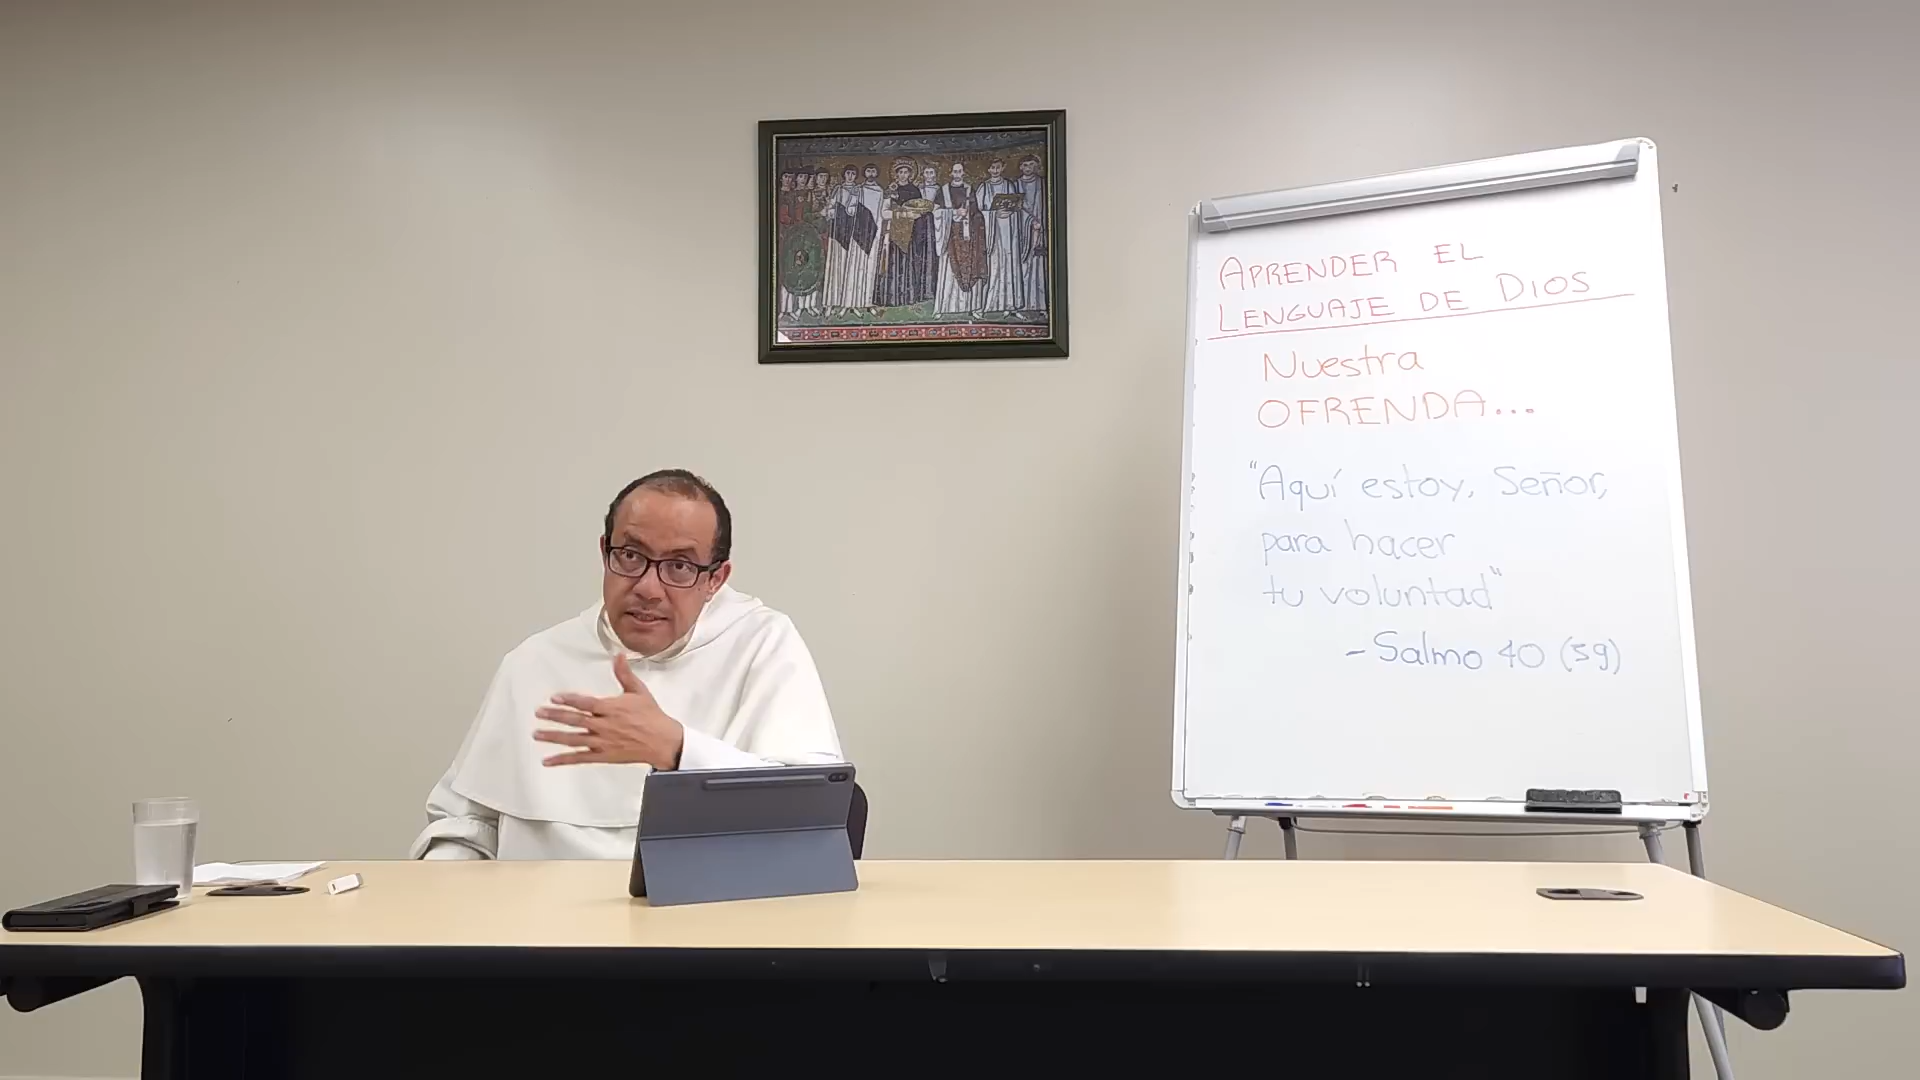 APRENDER EL
LENGUAJE DE DIOS
Nuestra
OFRENDA...
"Aquí estoy, Señor,
para hacer
tu voluntad"
- Salmo 40 (39)